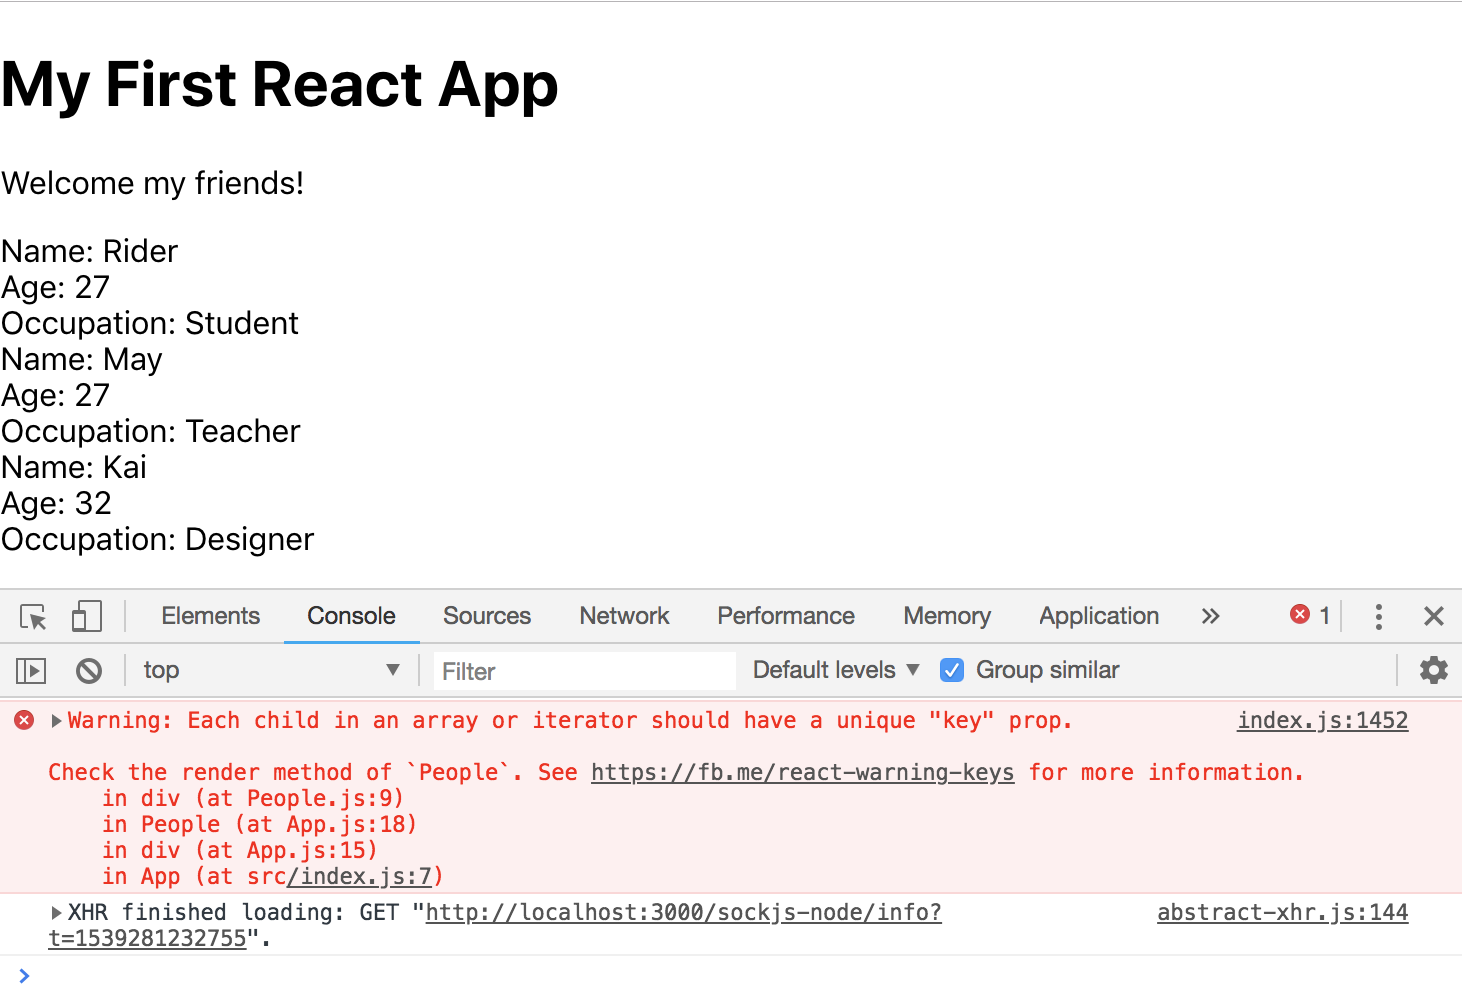 My First React App
Welcome my friends!
Name: Rider
Age: 27
Occupation: Student
Name: May
Age: 27
Occupation: Teacher
Name: Kai
Age: 32
Occupation: Designer
Elements Console Sources Network Performance Memory Application » 1
top Filter Default levels Group similar
Warning: Each child in an array or iterator should have a unique "key" prop. index.js:1452
Check the render method of `People`. See https://fb.me/react-warning-keys for more information.
in div (at People.js:9)
in People (at App.js:18)
in div (at App.js:15)
in App (at src/index.js:7)
XHR finished loading: GET "http://localhost:3000/sockjs-node/info? abstract-xhr.js:144
t=1539281232755".